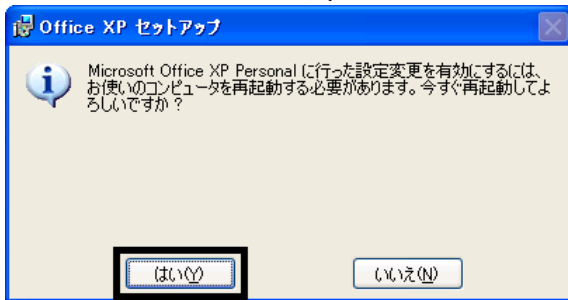 Office XP セットアップ
Microsoft Office XP Personal に行った設定変更を有効にするには、
お使いのコンピュータを再起動する必要があります。今すぐ再起動してよ
ろしいですか？
はい(Y)
いいえ(N)